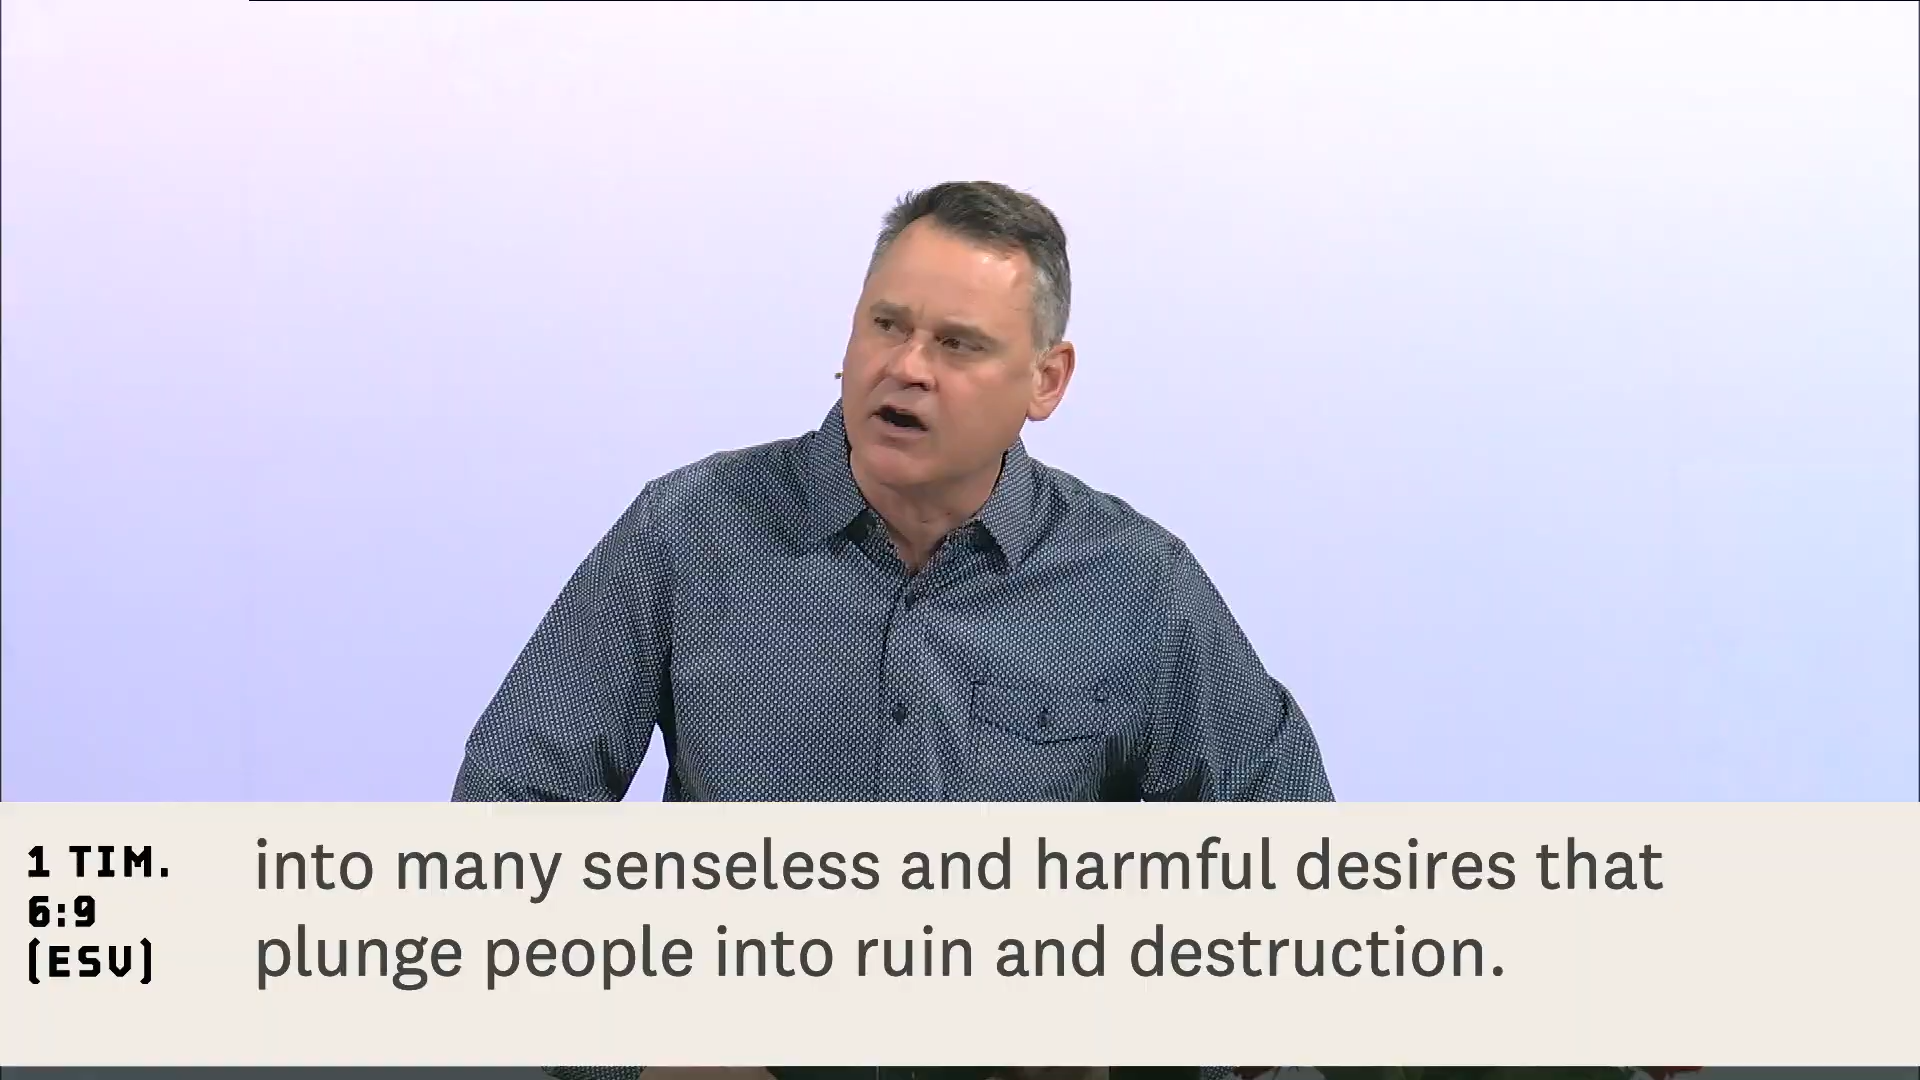 1 TIM.
6:9
(ESV)
into many senseless and harmful desires that
plunge people into ruin and destruction.